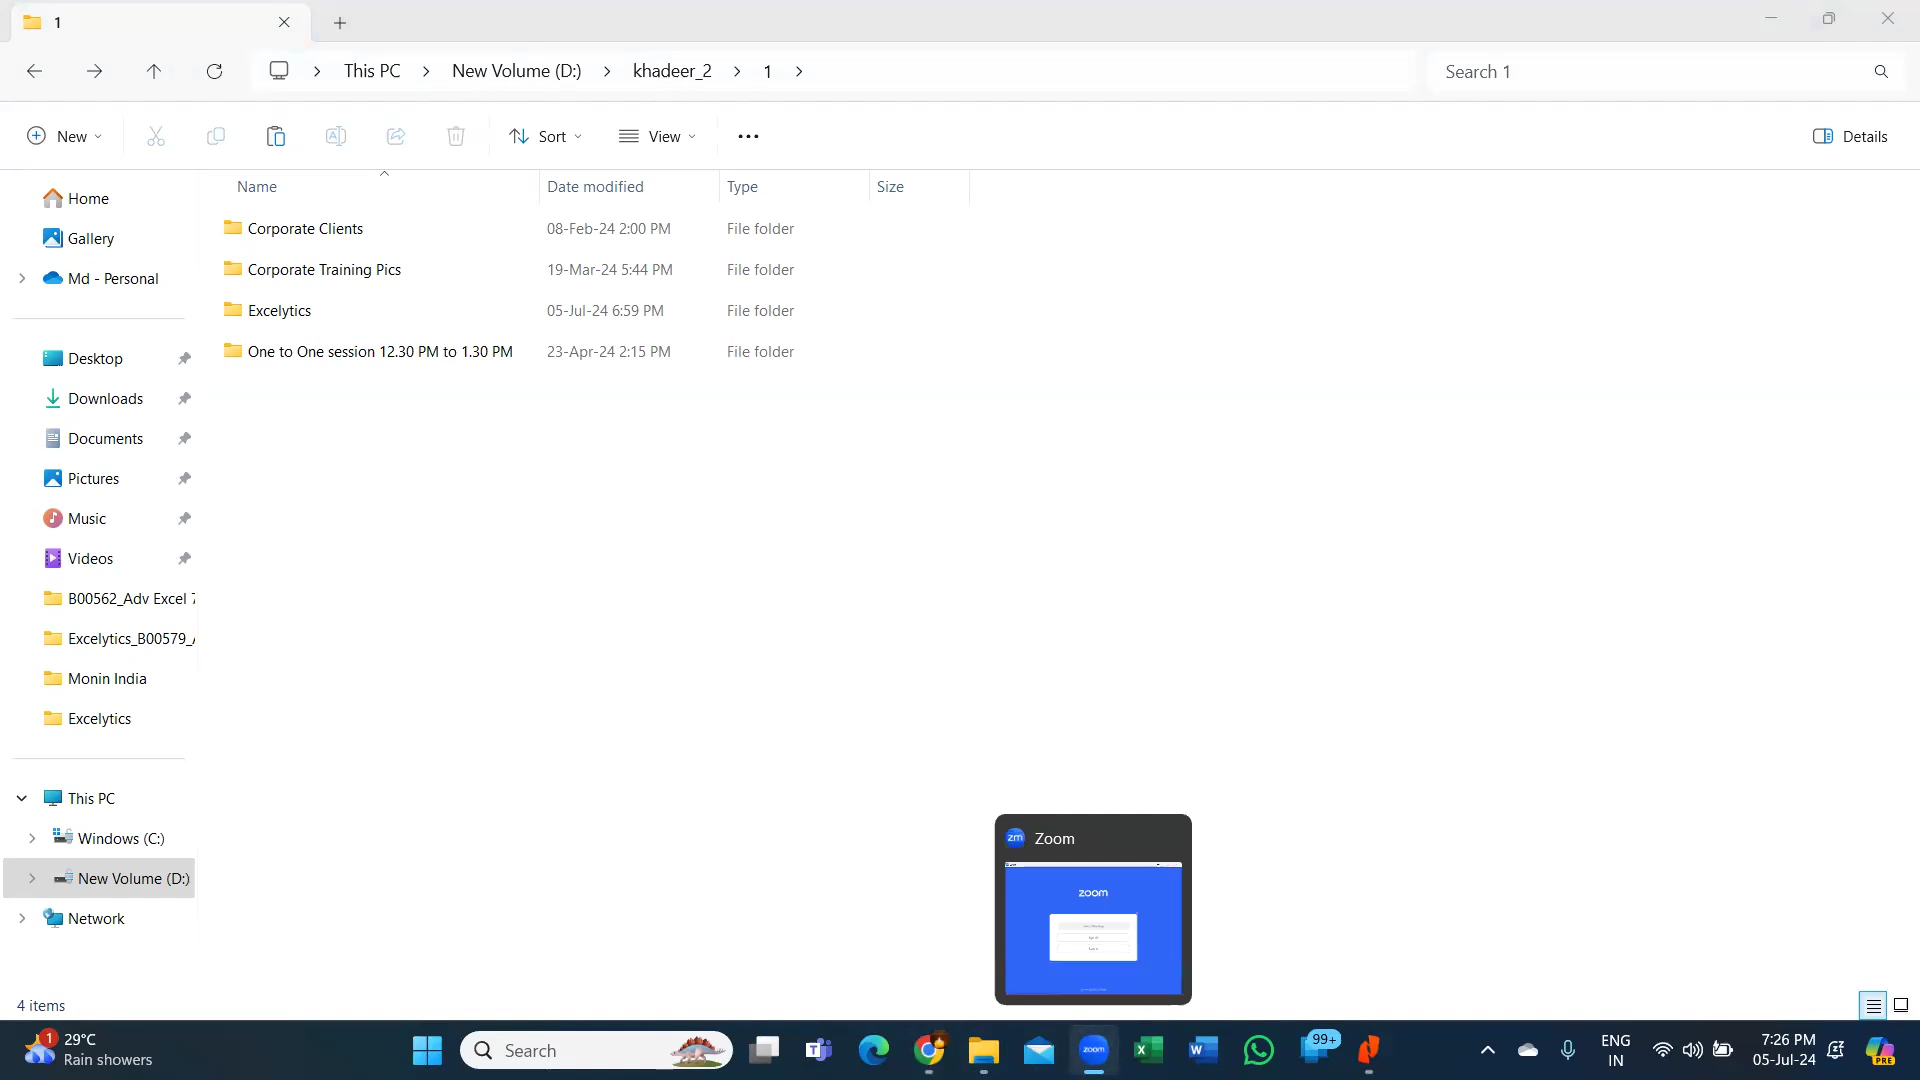 1
This PC
New Volume (D:)
khadeer_2
1
Search 1
New
Sort
View
Details
Name
Date modified
Type
Size
Corporate Clients 08-Feb-24 2:00 PM File folder
Corporate Training Pics 19-Mar-24 5:44 PM File folder
Excelytics 05-Jul-24 6:59 PM File folder
One to One session 12.30 PM to 1.30 PM 23-Apr-24 2:15 PM File folder
Home
Gallery
Md - Personal
Desktop
Downloads
Documents
Pictures
Music
Videos
B00562_Adv Excel 7
Excelytics_B00579_
Monin India
Excelytics
This PC
Windows (C:)
New Volume (D:)
Network
zm Zoom
zoom
4 items
1
29°C
Rain showers
Search
zoom
99+
ENG
IN
7:26 PM
05-Jul-24
PRE